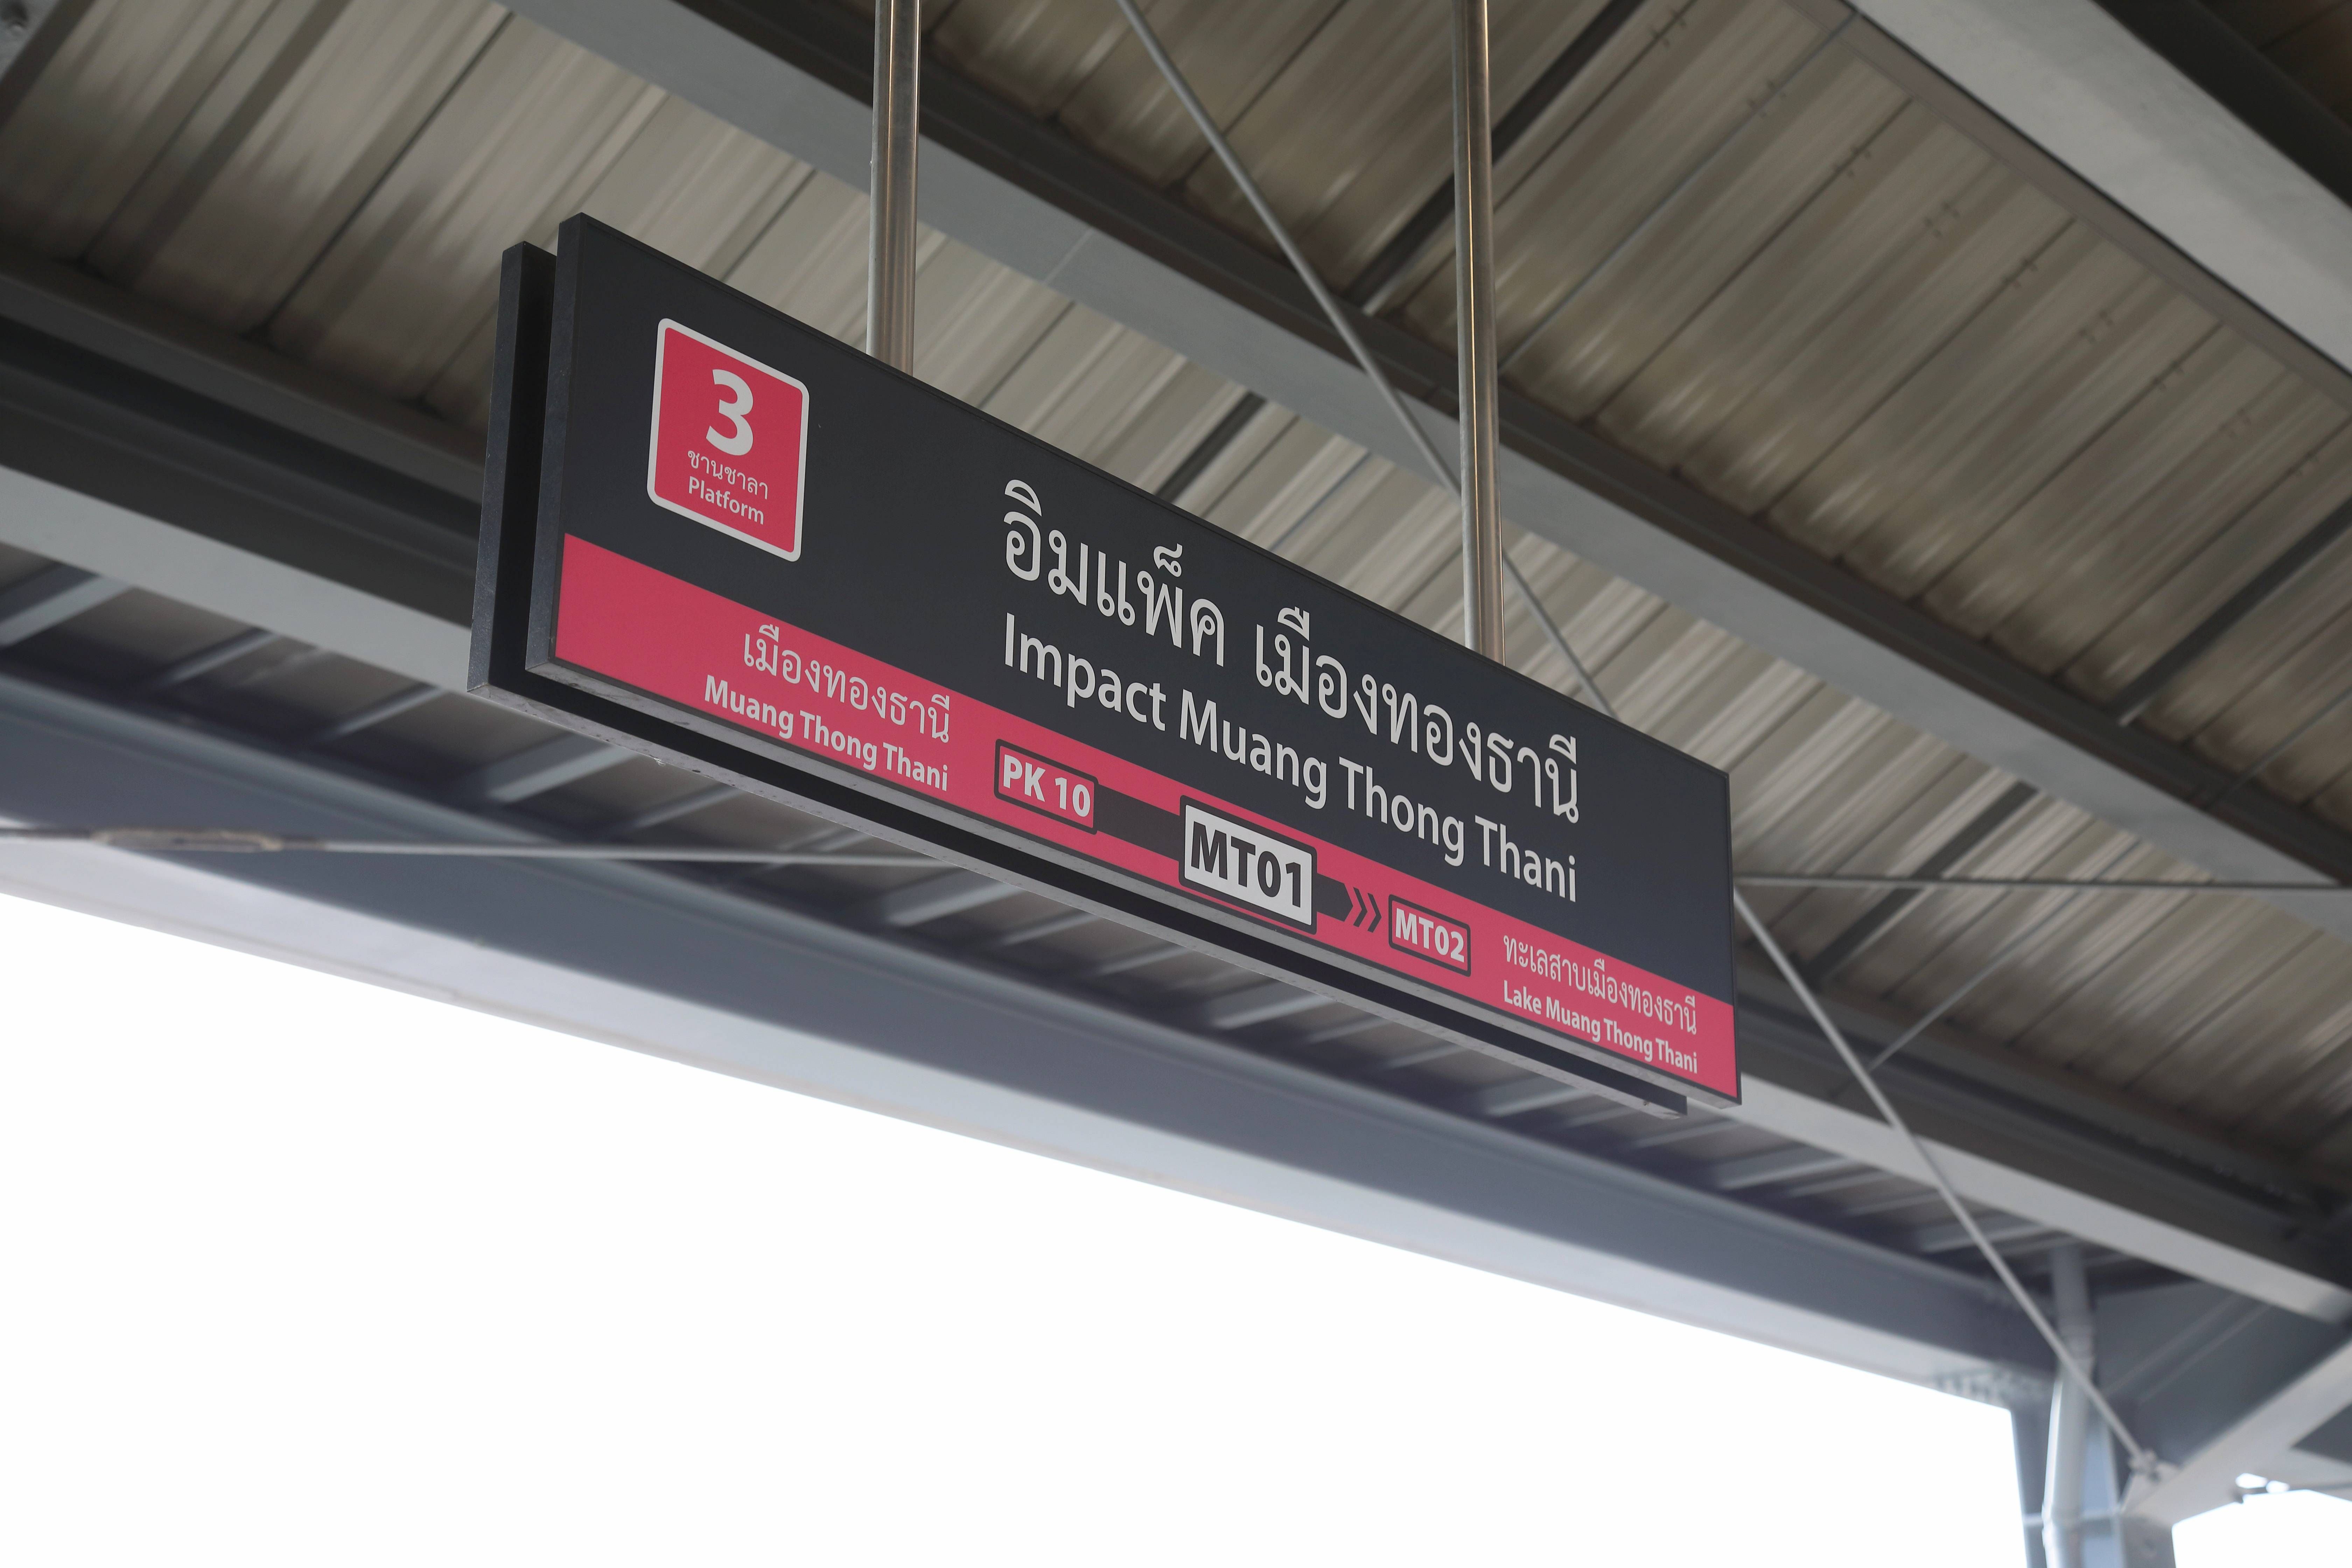 3
ชานชาลา
Platform
อิมแพ็ค เมืองทองธานี
Impact Muang Thong Thani
เมืองทองธานี
Muang Thong Thani
PK 10
MT01
MT02
ทะเลสาบเมืองทองธานี
Lake Muang Thong Thani